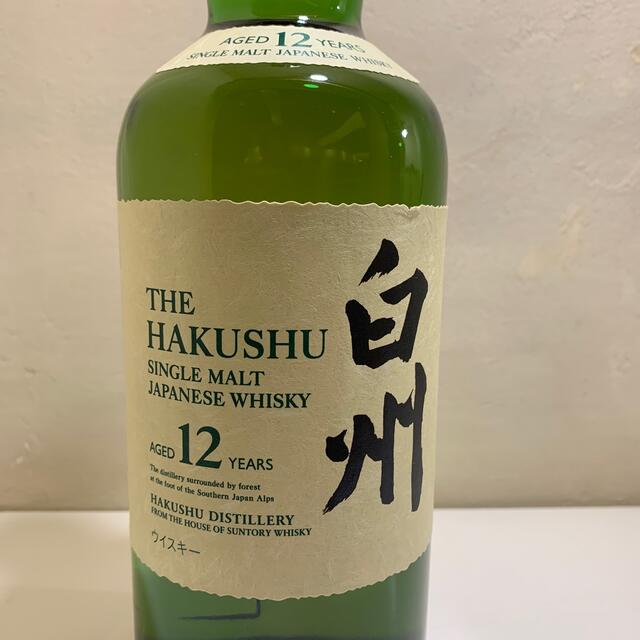 AGED 12 YEARS
SINGLE MALT JAPANESE WHISKY
THE
HAKUSHU
SINGLE MALT
JAPANESE WHISKY
AGED 12 YEARS
The distillery surrounded by forest
at the foot of the Southern Japan Alps
HAKUSHU DISTILLERY
FROM THE HOUSE OF SUNTORY WHISKY
ウイスキー
白州